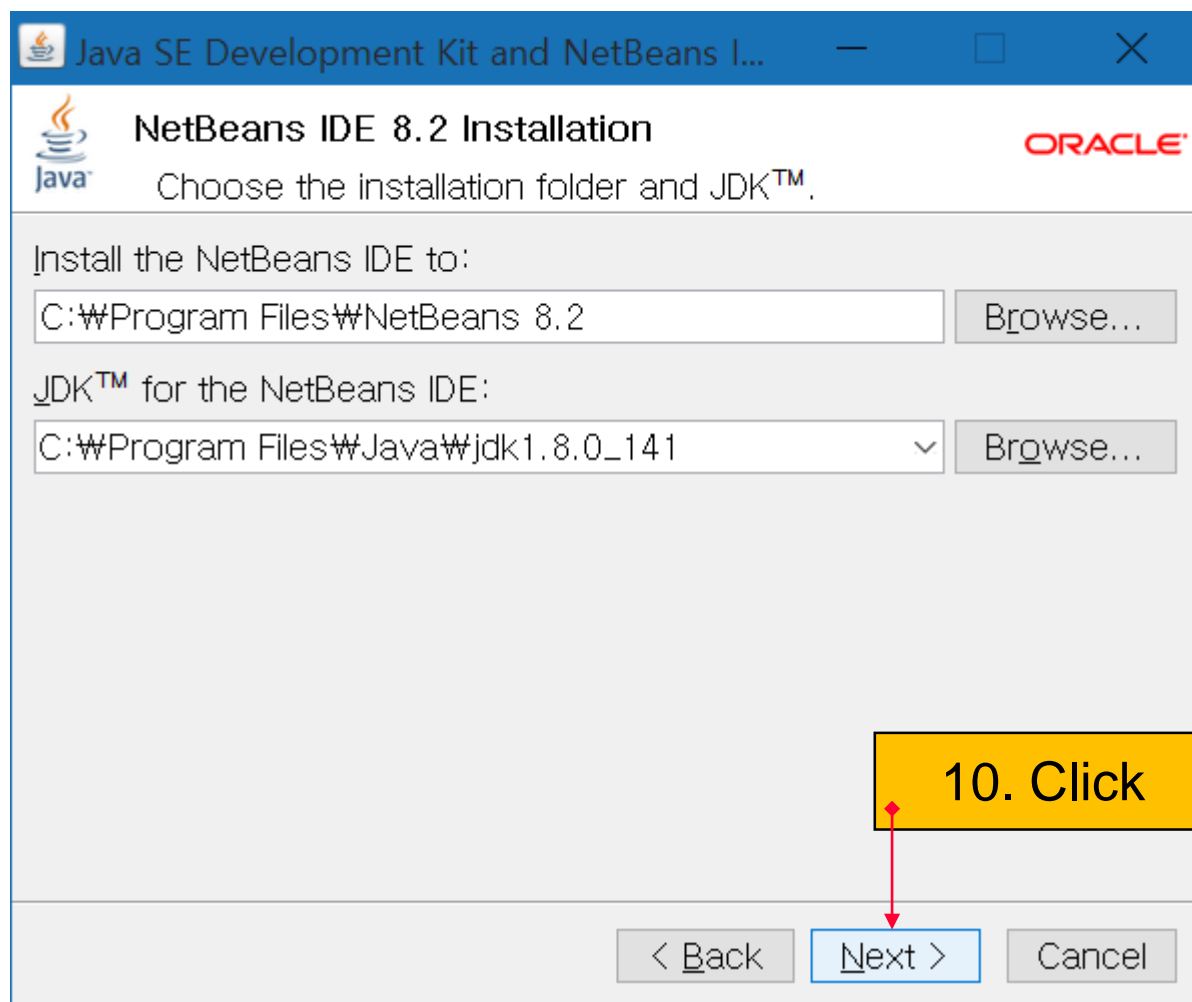 Java SE Development Kit and NetBeans I...
NetBeans IDE 8.2 Installation
ORACLE
Java
Choose the installation folder and JDK™.
Install the NetBeans IDE to:
C:₩Program Files₩NetBeans 8.2
Browse...
JDK™ for the NetBeans IDE:
C:₩Program Files₩Java₩jdk1.8.0_141
Browse...
10. Click
< Back
Next >
Cancel